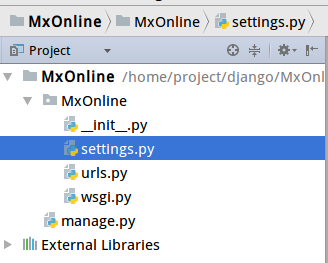 MxOnline MxOnline settings.py
Project
MxOnline /home/project/django/MxOnl
MxOnline
__init__.py
settings.py
urls.py
wsgi.py
manage.py
External Libraries